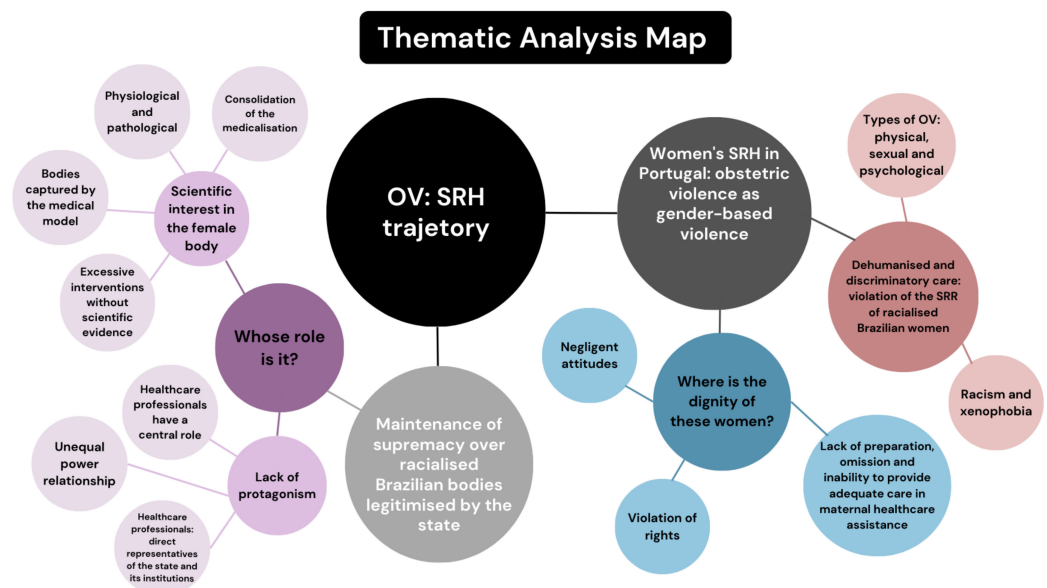 Thematic Analysis Map
Physiological
and
pathological
Consolidation
of the
medicalisation
Bodies
captured by
the medical
model
Scientific
interest in
the female
body
Excessive
interventions
without
scientific
evidence
Whose role
is it?
Healthcare
professionals
have a
central role
Unequal
power
relationship
Lack of
protagonism
Healthcare
professionals:
direct
representatives
of the state and
its institutions
OV: SRH
trajetory
Maintenance of
supremacy over
racialised
Brazilian bodies
legitimised by the
state
Women's SRH in
Portugal: obstetric
violence as
gender-based
violence
Types of OV:
physical,
sexual and
psychological
Dehumanised and
discriminatory care:
violation of the SRR
of racialised
Brazilian women
Racism and
xenophobia
Negligent
attitudes
Where is the
dignity of
these women?
Violation of
rights
Lack of preparation,
omission and
inability to provide
adequate care in
maternal healthcare
assistance